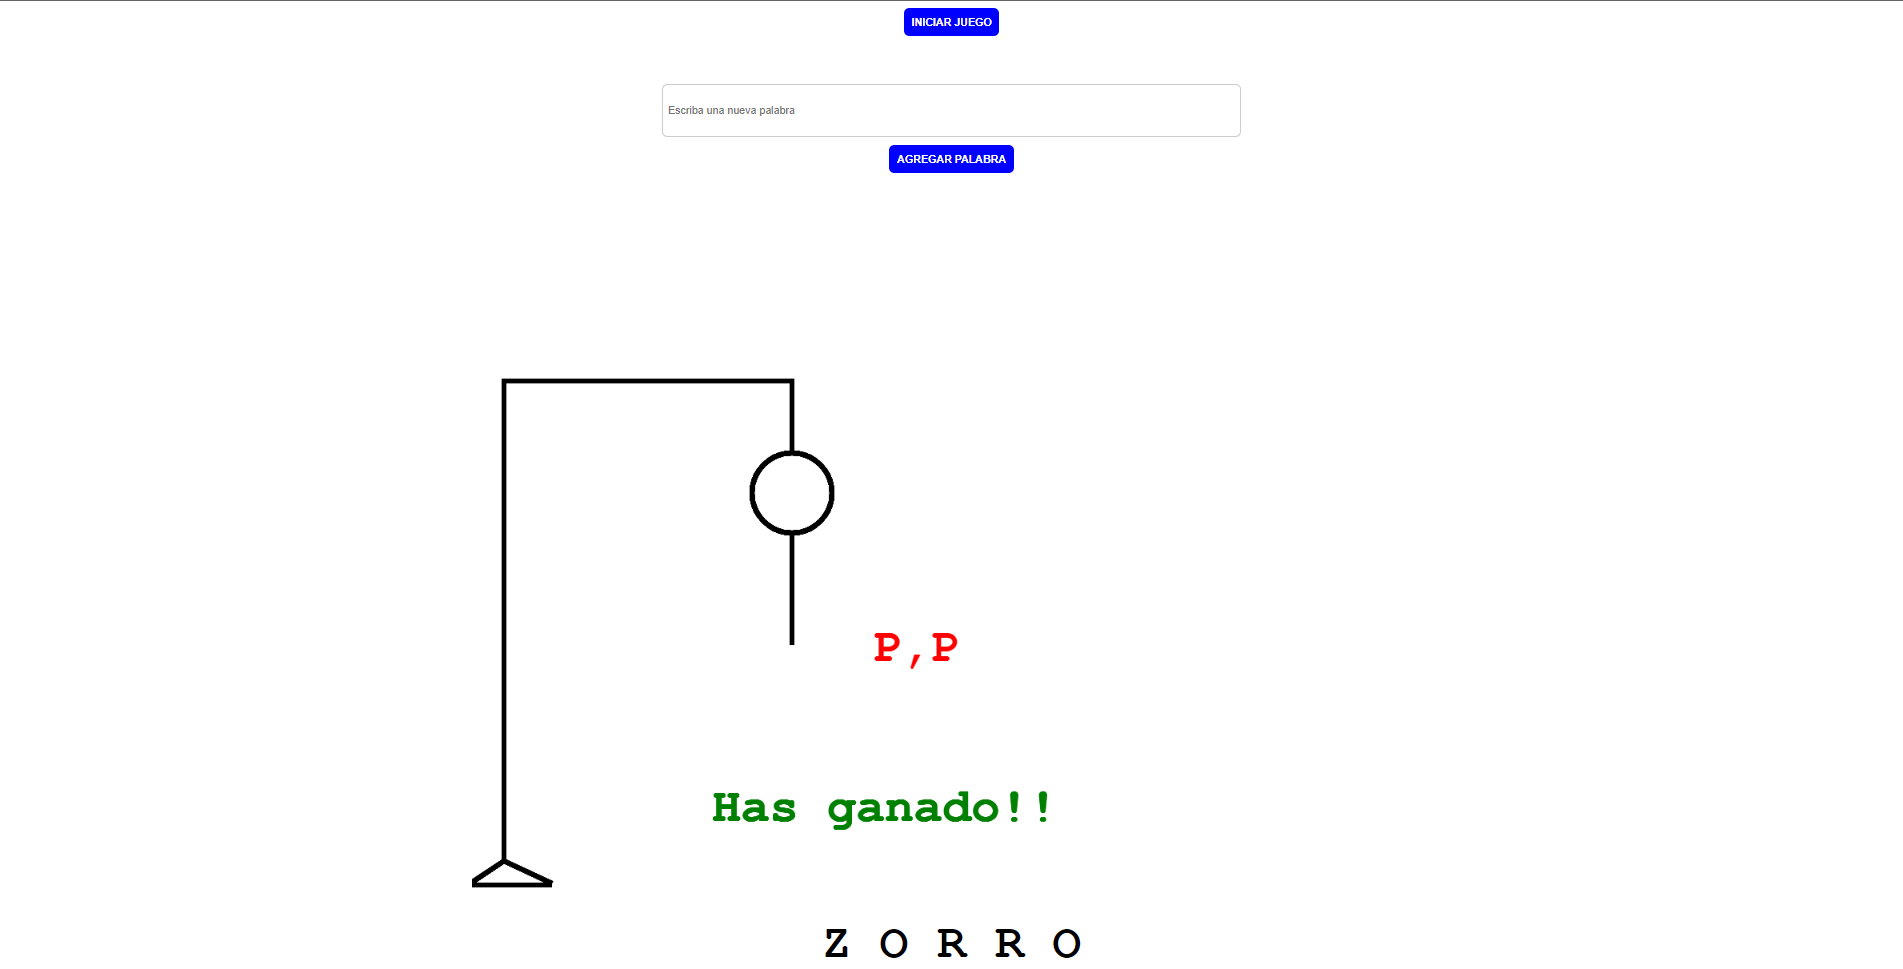 INICIAR JUEGO
Escriba una nueva palabra
AGREGAR PALABRA
P,P
Has ganado!!
Z O R R O